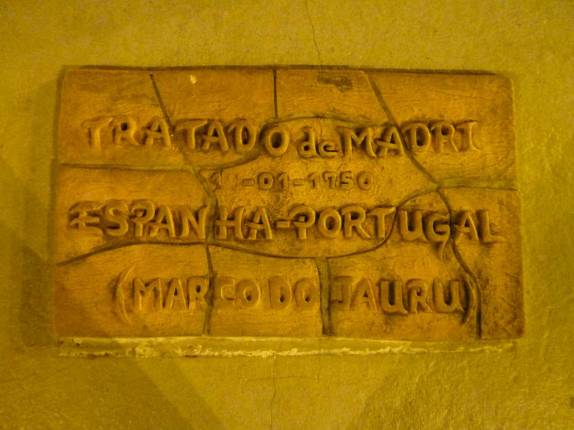 TRATADO de MADRI
-01-1750
ESPANHA-PORTUGAL
(MARCO DO JAURU)